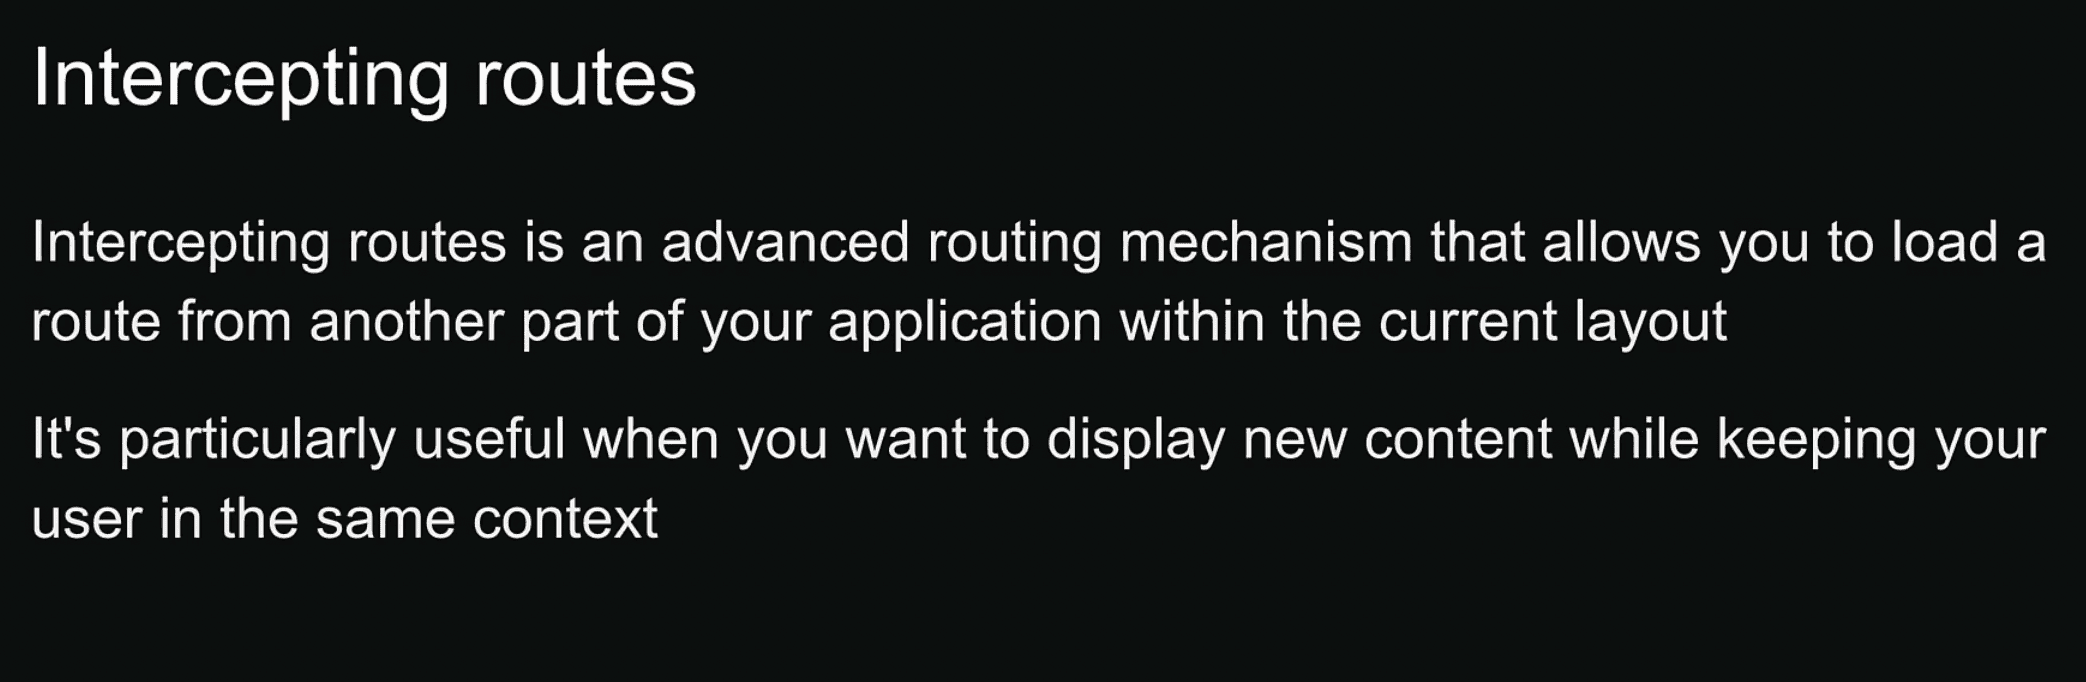 Intercepting routes
Intercepting routes is an advanced routing mechanism that allows you to load a
route from another part of your application within the current layout
It's particularly useful when you want to display new content while keeping your
user in the same context